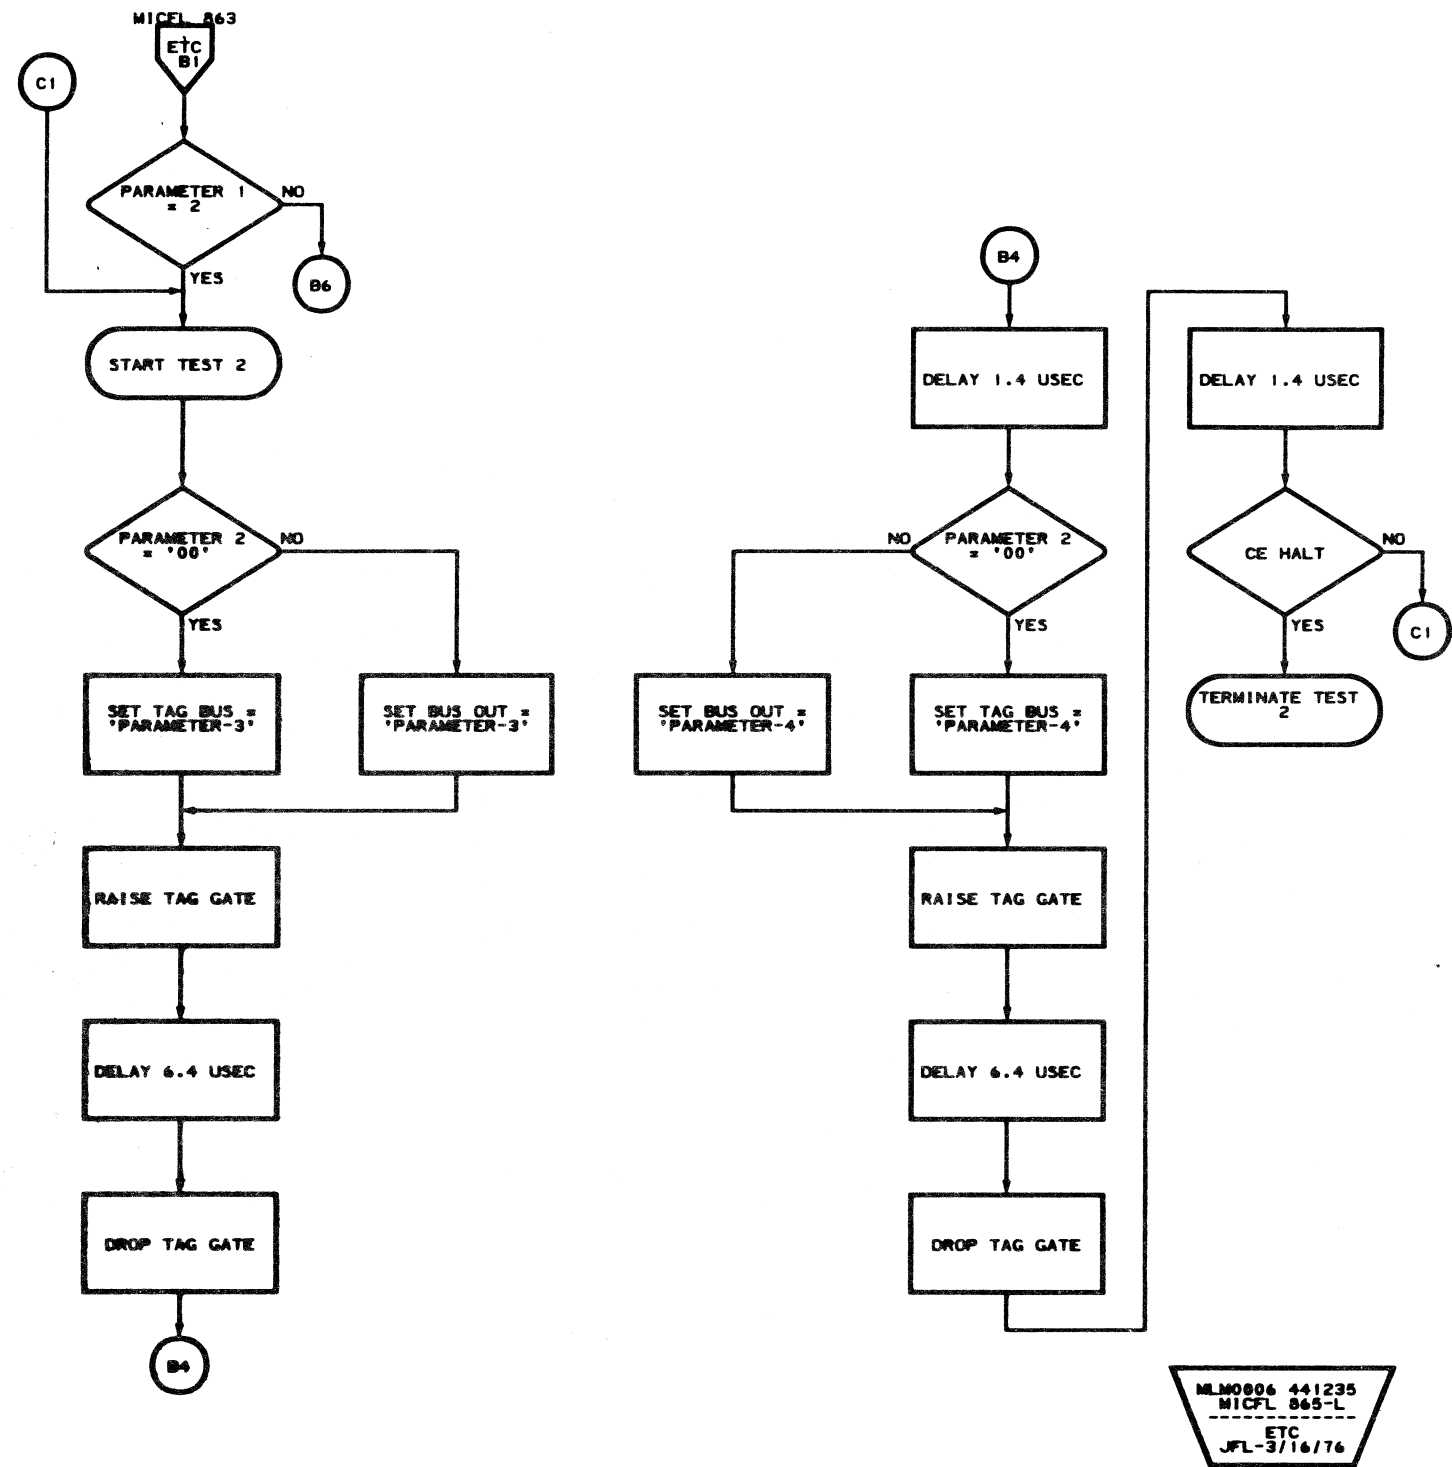 MICFL 863
ETC
B1
C1
PARAMETER 1
= 2
NO
YES
B6
START TEST 2
PARAMETER 2
= '00'
NO
YES
SET TAG BUS =
'PARAMETER-3'
SET BUS OUT =
'PARAMETER-3'
RAISE TAG GATE
DELAY 6.4 USEC
DROP TAG GATE
B4
B4
DELAY 1.4 USEC
NO
PARAMETER 2
= '00'
YES
SET BUS OUT =
'PARAMETER-4'
SET TAG BUS =
'PARAMETER-4'
RAISE TAG GATE
DELAY 6.4 USEC
DROP TAG GATE
DELAY 1.4 USEC
CE HALT
NO
YES
C1
TERMINATE TEST
2
MLM0006 441235
MICFL 865-L
-------------
ETC
JFL-3/16/76